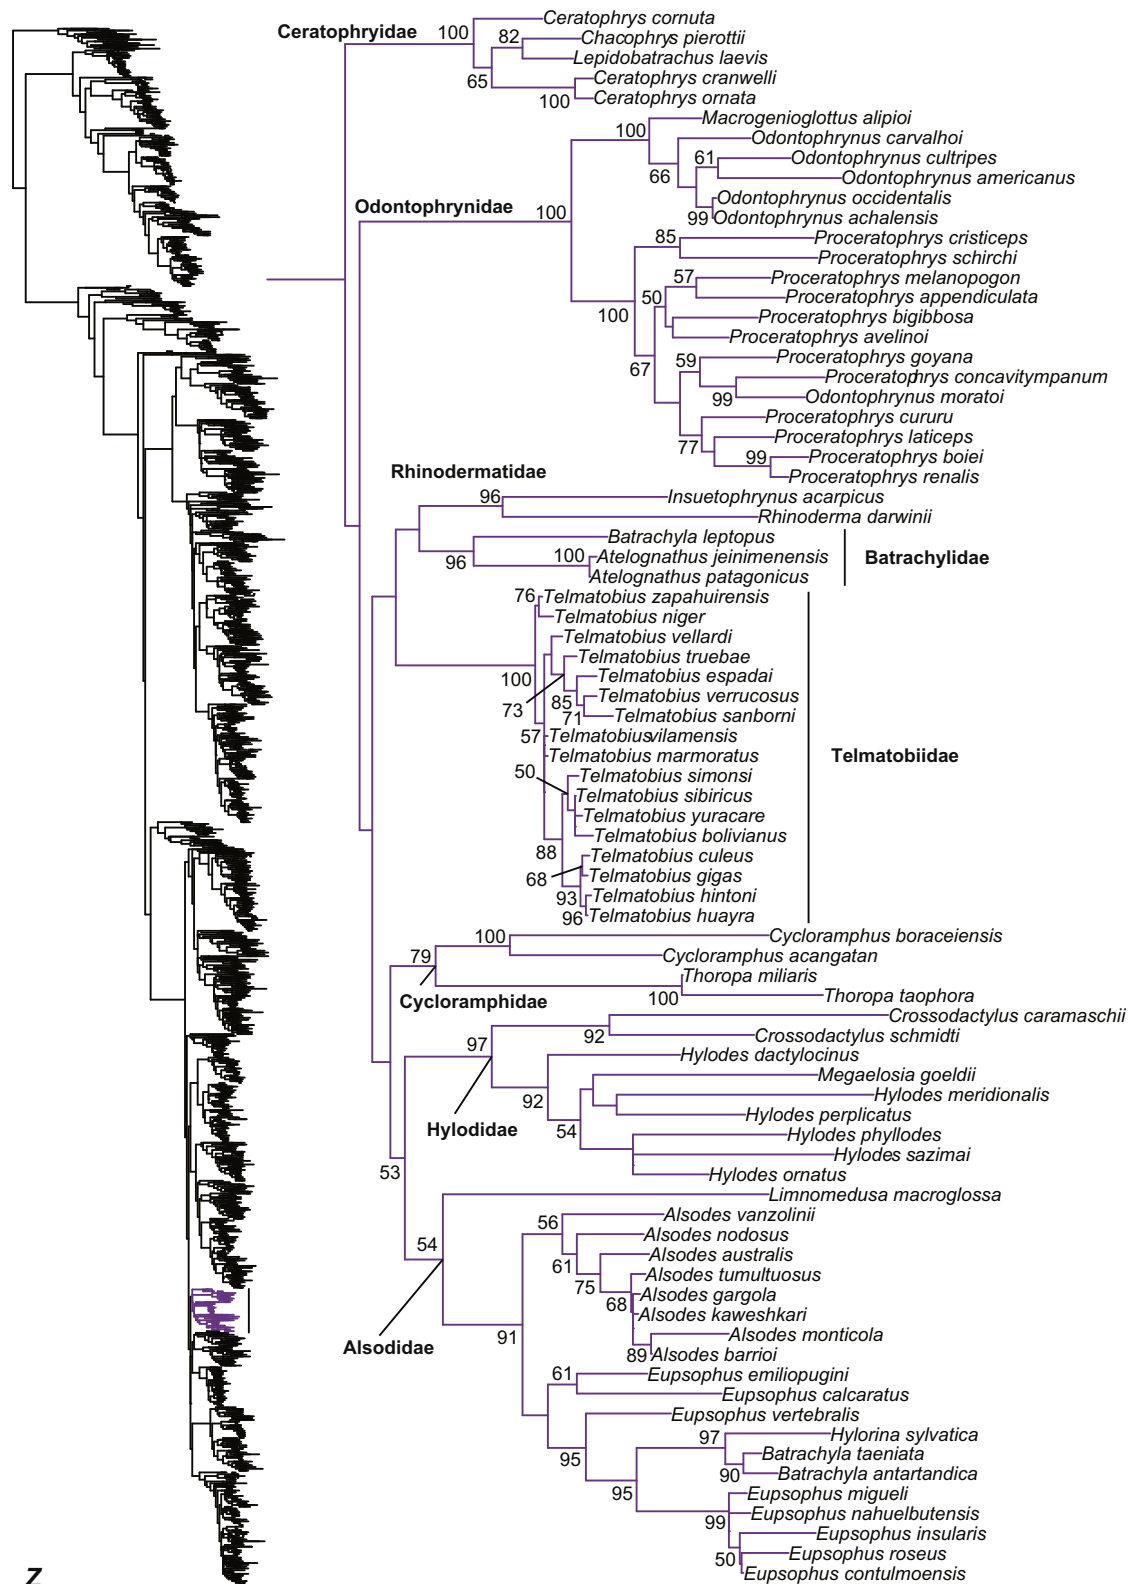 Ceratophrys cornuta
Ceratophryidae 100
82 Chacophrys pierottii
Lepidobatrachus laevis
65 Ceratophrys cranwelli
100 Ceratophrys ornata
Macrogenioglottus alipioi
100 Odontophrynus carvalhoi
61 Odontophrynus cultripes
66 Odontophrynus americanus
Odontophrynus occidentalis
Odontophrynidae 100 99 Odontophrynus achalensis
85 Proceratophrys cristiceps
Proceratophrys schirchi
57 Proceratophrys melanopogon
50 Proceratophrys appendiculata
100 Proceratophrys bigibbosa
Proceratophrys avelinoi
67 59 Proceratophrys goyana
Proceratophrys concavitympanum
99 Odontophrynus moratoi
Proceratophrys cururu
77 Proceratophrys laticeps
99 Proceratophrys boiei
Rhinodermatidae Proceratophrys renalis
96 Insuetophrynus acarpicus
Rhinoderma darwinii
Batrachyla leptopus
96 100 Atelognathus jeinimenensis Batrachylidae
Atelognathus patagonicus
76 Telmatobius zapahuirensis
Telmatobius niger
Telmatobius vellardi
Telmatobius truebae
100 Telmatobius espadai
73 85 Telmatobius verrucosus
71 Telmatobius sanborni
57 Telmatobius vilamensis
Telmatobius marmoratus Telmatobiidae
50 Telmatobius simonsi
Telmatobius sibiricus
Telmatobius yuracare
Telmatobius bolivianus
88 Telmatobius culeus
68 Telmatobius gigas
93 Telmatobius hintoni
96 Telmatobius huayra
100 Cycloramphus boraceiensis
79 Cycloramphus acangatan
Thoropa miliaris
Cycloramphidae 100 Thoropa taophora
Crossodactylus caramaschii
97 92 Crossodactylus schmidti
Hylodes dactylocinus
Megaelosia goeldii
92 Hylodes meridionalis
Hylodes perplicatus
Hylodidae 54 Hylodes phyllodes
Hylodes sazimai
53 Hylodes ornatus
Limnomedusa macroglossa
56 Alsodes vanzolinii
54 Alsodes nodosus
61 Alsodes australis
75 Alsodes tumultuosus
68 Alsodes gargola
Alsodes kaweshkari
91 Alsodes monticola
Alsodidae 89 Alsodes barrioi
61 Eupsophus emiliopugini
Eupsophus calcaratus
Eupsophus vertebralis
97 Hylorina sylvatica
95 Batrachyla taeniata
90 Batrachyla antartandica
95 Eupsophus migueli
99 Eupsophus nahuelbutensis
Eupsophus insularis
50 Eupsophus roseus
Eupsophus contulmoensis
Z